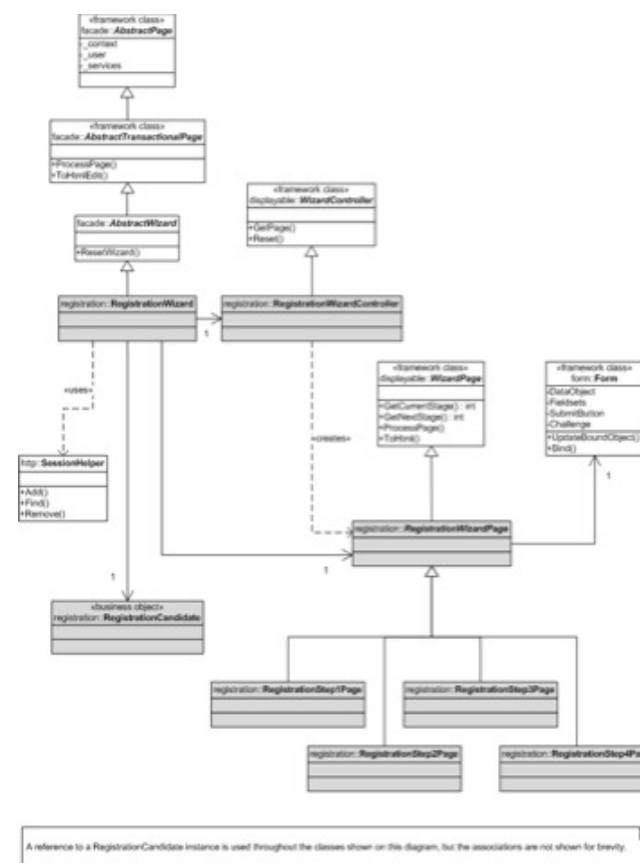 «framework class»
facade::AbstractPage
-_context
-_user
-_services
«framework class»
facade::AbstractTransactionalPage
+ProcessPage()
+ToHtmlEdit()
facade::AbstractWizard
+ResetWizard()
«framework class»
displayable::WizardController
+GetPage()
+Reset()
registration::RegistrationWizard
registration::RegistrationWizardController
1
«uses»
«creates»
«framework class»
displayable::WizardPage
+GetCurrentStage() : int
+GetNextStage() : int
+ProcessPage()
+ToHtml()
«framework class»
form::Form
-DataObject
-Fieldsets
-SubmitButton
-Challenge
+UpdateBoundObject()
+Bind()
http::SessionHelper
+Add()
+Find()
+Remove()
1
registration::RegistrationWizardPage
1
1
«business object»
registration::RegistrationCandidate
registration::RegistrationStep1Page
registration::RegistrationStep3Page
registration::RegistrationStep2Page
registration::RegistrationStep4Pa
A reference to a RegistrationCandidate instance is used throughout the classes shown on this diagram, but the associations are not shown for brevity.